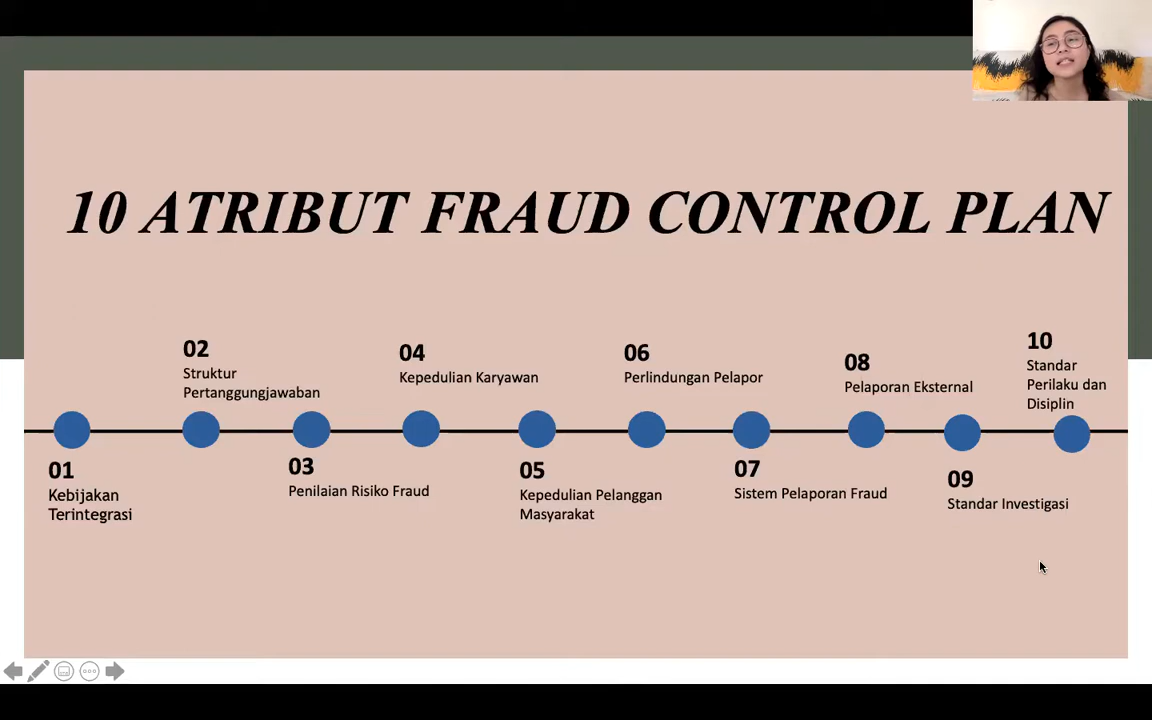 10 ATRIBUT FRAUD CONTROL PLAN
01
Kebijakan
Terintegrasi
02
Struktur
Pertanggungjawaban
03
Penilaian Risiko Fraud
04
Kepedulian Karyawan
05
Kepedulian Pelanggan
Masyarakat
06
Perlindungan Pelapor
07
Sistem Pelaporan Fraud
08
Pelaporan Eksternal
09
Standar Investigasi
10
Standar
Perilaku dan
Disiplin